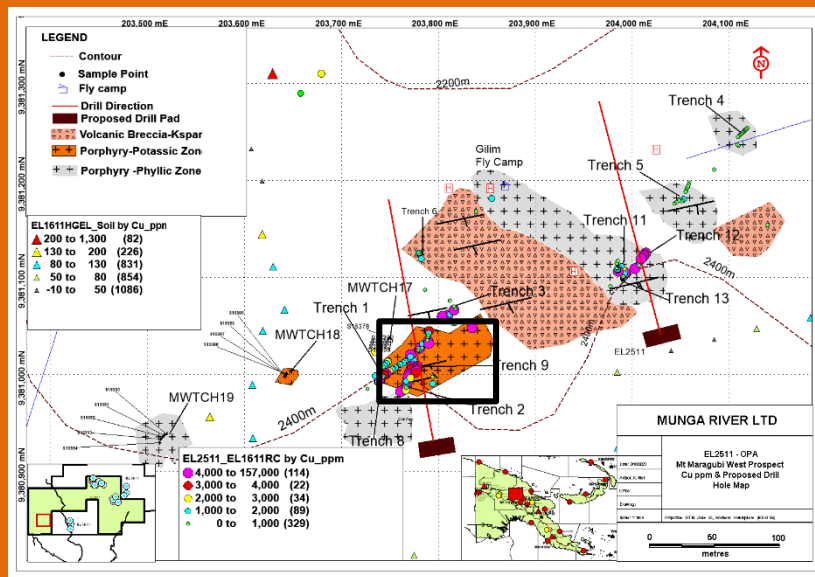 203,500 mE 203,600 mE 203,700 mE 203,800 mE 203,900 mE 204,000 mE 204,100 mE
9,381,300 mN
9,381,200 mN
9,381,100 mN
9,381,000 mN
9,380,900 mN
LEGEND
Contour
Sample Point
Fly camp
Drill Direction
Proposed Drill Pad
Volcanic Breccia-Kspar
Porphyry-Potassic Zon
Porphyry -Phyllic Zone
EL1611HGEL_Soil by Cu_ppm
200 to 1,300 (82)
130 to 200 (226)
80 to 130 (831)
50 to 80 (854)
-10 to 50 (1086)
2200m
N
Trench 4
Gilim
Fly Camp
H
H
H
H
Trench 5
Trench 6
Trench 11
Trench 12
2400m
MWTCH17
Trench 1
Trench 3
Trench 13
S15378
MWTCH18
2400m
EL2511
Trench 9
MWTCH19
2400m
Trench 2
Trench 8
EL2511_EL1611RC by Cu_ppm
4,000 to 157,000 (114)
3,000 to 4,000 (22)
2,000 to 3,000 (34)
1,000 to 2,000 (89)
0 to 1,000 (329)
MUNGA RIVER LTD
EL2511 - OPA
Mt Maragubi West Prospect
Cu ppm & Proposed Drill
Hole Map
0 50 100
metres